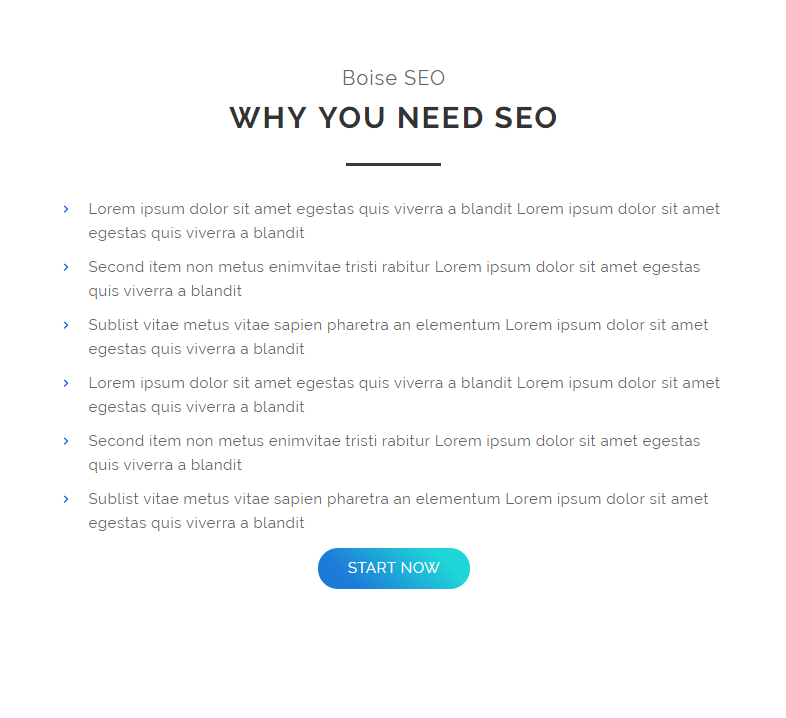 Boise SEO
WHY YOU NEED SEO
Lorem ipsum dolor sit amet egestas quis viverra a blandit Lorem ipsum dolor sit amet
egestas quis viverra a blandit
Second item non metus enimvitae tristi rabitur Lorem ipsum dolor sit amet egestas
quis viverra a blandit
Sublist vitae metus vitae sapien pharetra an elementum Lorem ipsum dolor sit amet
egestas quis viverra a blandit
Lorem ipsum dolor sit amet egestas quis viverra a blandit Lorem ipsum dolor sit amet
egestas quis viverra a blandit
Second item non metus enimvitae tristi rabitur Lorem ipsum dolor sit amet egestas
quis viverra a blandit
Sublist vitae metus vitae sapien pharetra an elementum Lorem ipsum dolor sit amet
egestas quis viverra a blandit
START NOW